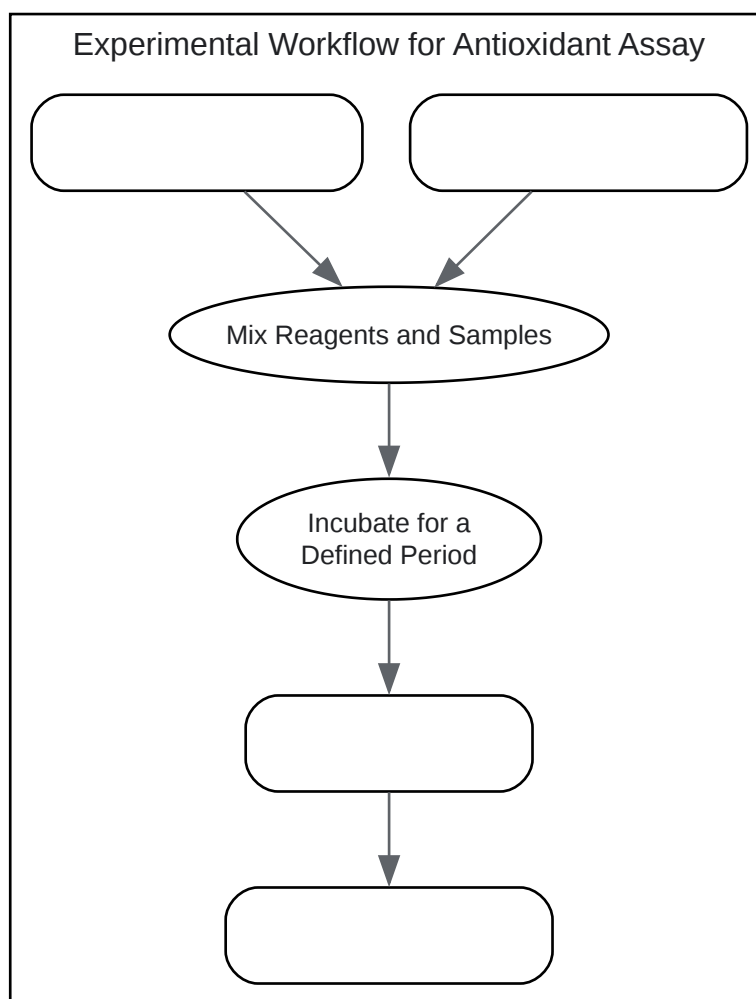 Experimental Workflow for Antioxidant Assay
Mix Reagents and Samples
Incubate for a
Defined Period